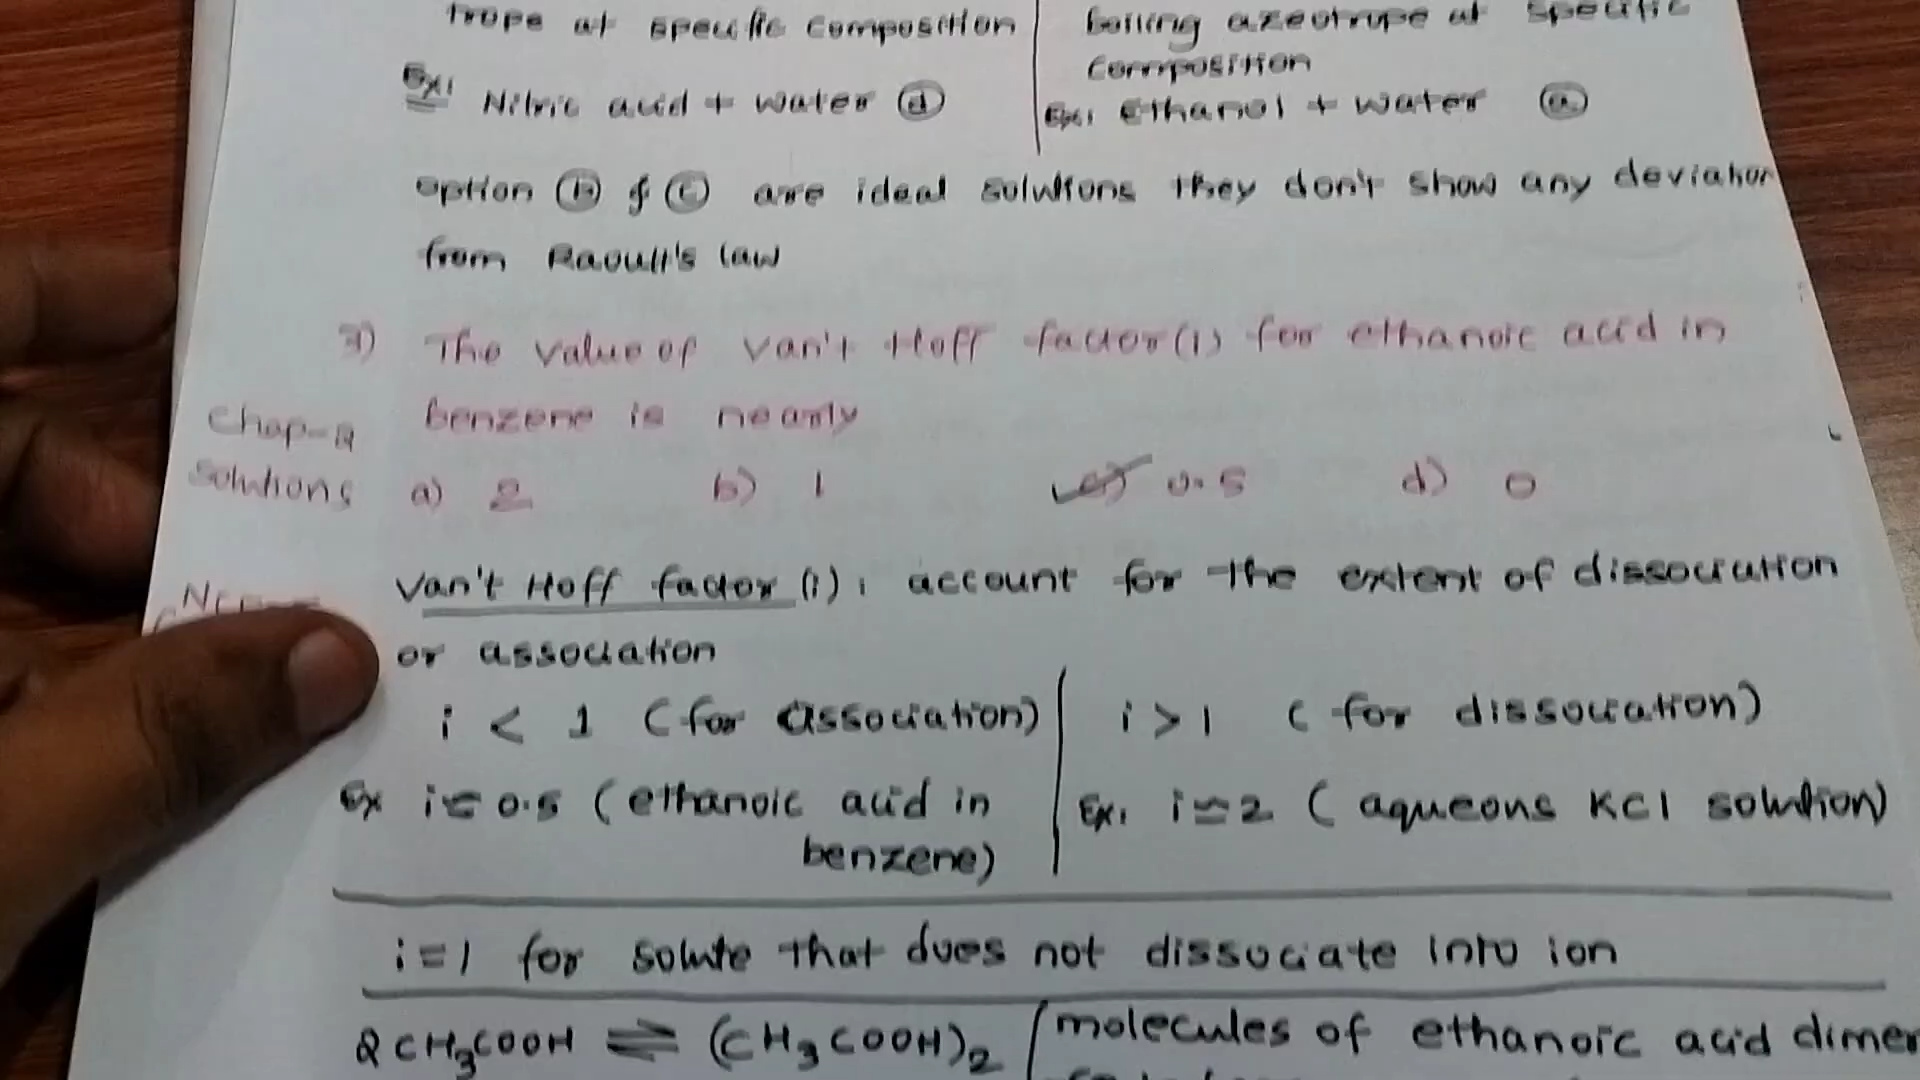 trope at specific composition
boiling azeotrope at specific
composition
Ex: Nitric acid + water (d)
Ex: Ethanol + water (a)
option (b) & (c) are ideal solutions they don't show any deviation
from Raoult's law
3) The value of van't Hoff factor (i) for ethanoic acid in
benzene is nearly
Chap-
solutions
a) 2 b) 1 c) 0.5 d) 0
van't Hoff factor (i): account for the extent of dissociation
or association
i < 1 (for association)
Ex i ≃ 0.5 (ethanoic acid in
benzene)
i > 1 (for dissociation)
Ex: i ≃ 2 (aqueous KCl solution)
i = 1 for solute that does not dissociate into ion
2CH₃COOH ⇌ (CH₃COOH)₂
molecules of ethanoic acid dimer